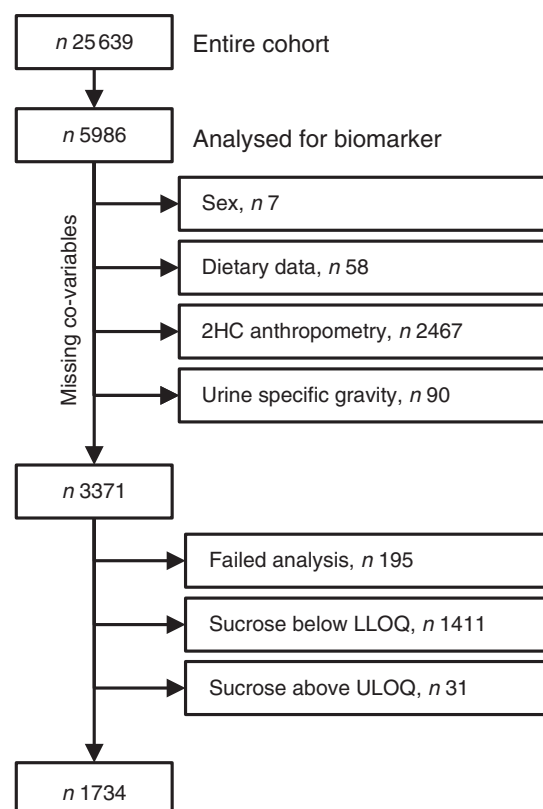 n 25 639
Entire cohort
n 5986
Analysed for biomarker
Missing co-variables
Sex, n 7
Dietary data, n 58
2HC anthropometry, n 2467
Urine specific gravity, n 90
n 3371
Failed analysis, n 195
Sucrose below LLOQ, n 1411
Sucrose above ULOQ, n 31
n 1734